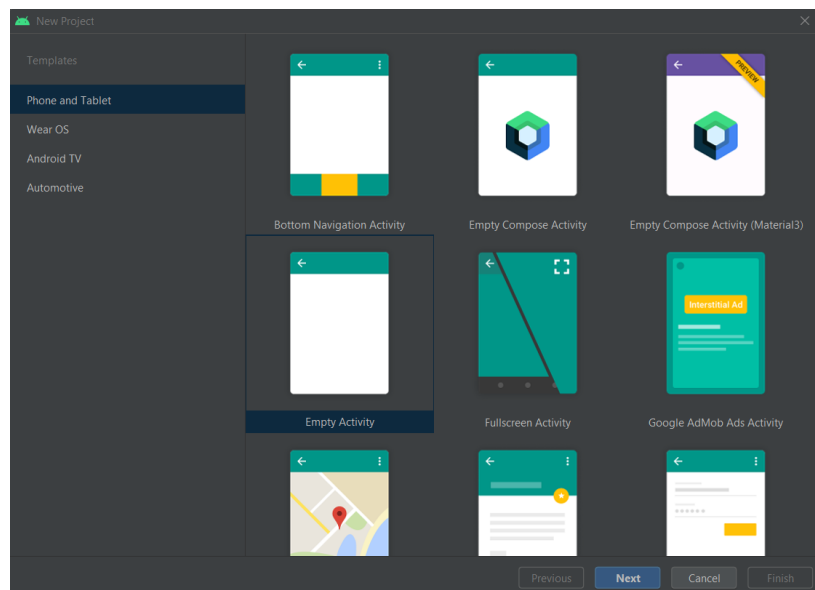 New Project
Templates
Phone and Tablet
Wear OS
Android TV
Automotive
PREVIEW
Bottom Navigation Activity
Empty Compose Activity
Empty Compose Activity (Material3)
Interstitial Ad
Empty Activity
Fullscreen Activity
Google AdMob Ads Activity
Previous
Next
Cancel
Finish